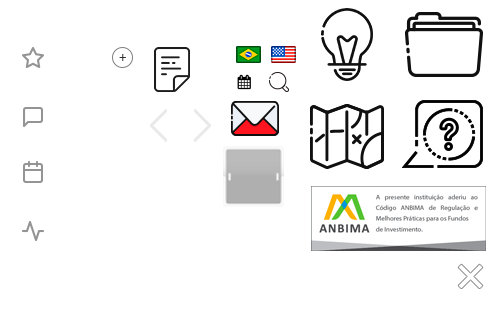 A presente instituição aderiu ao
Código ANBIMA de Regulação e
Melhores Práticas para os Fundos
de Investimento.
ANBIMA